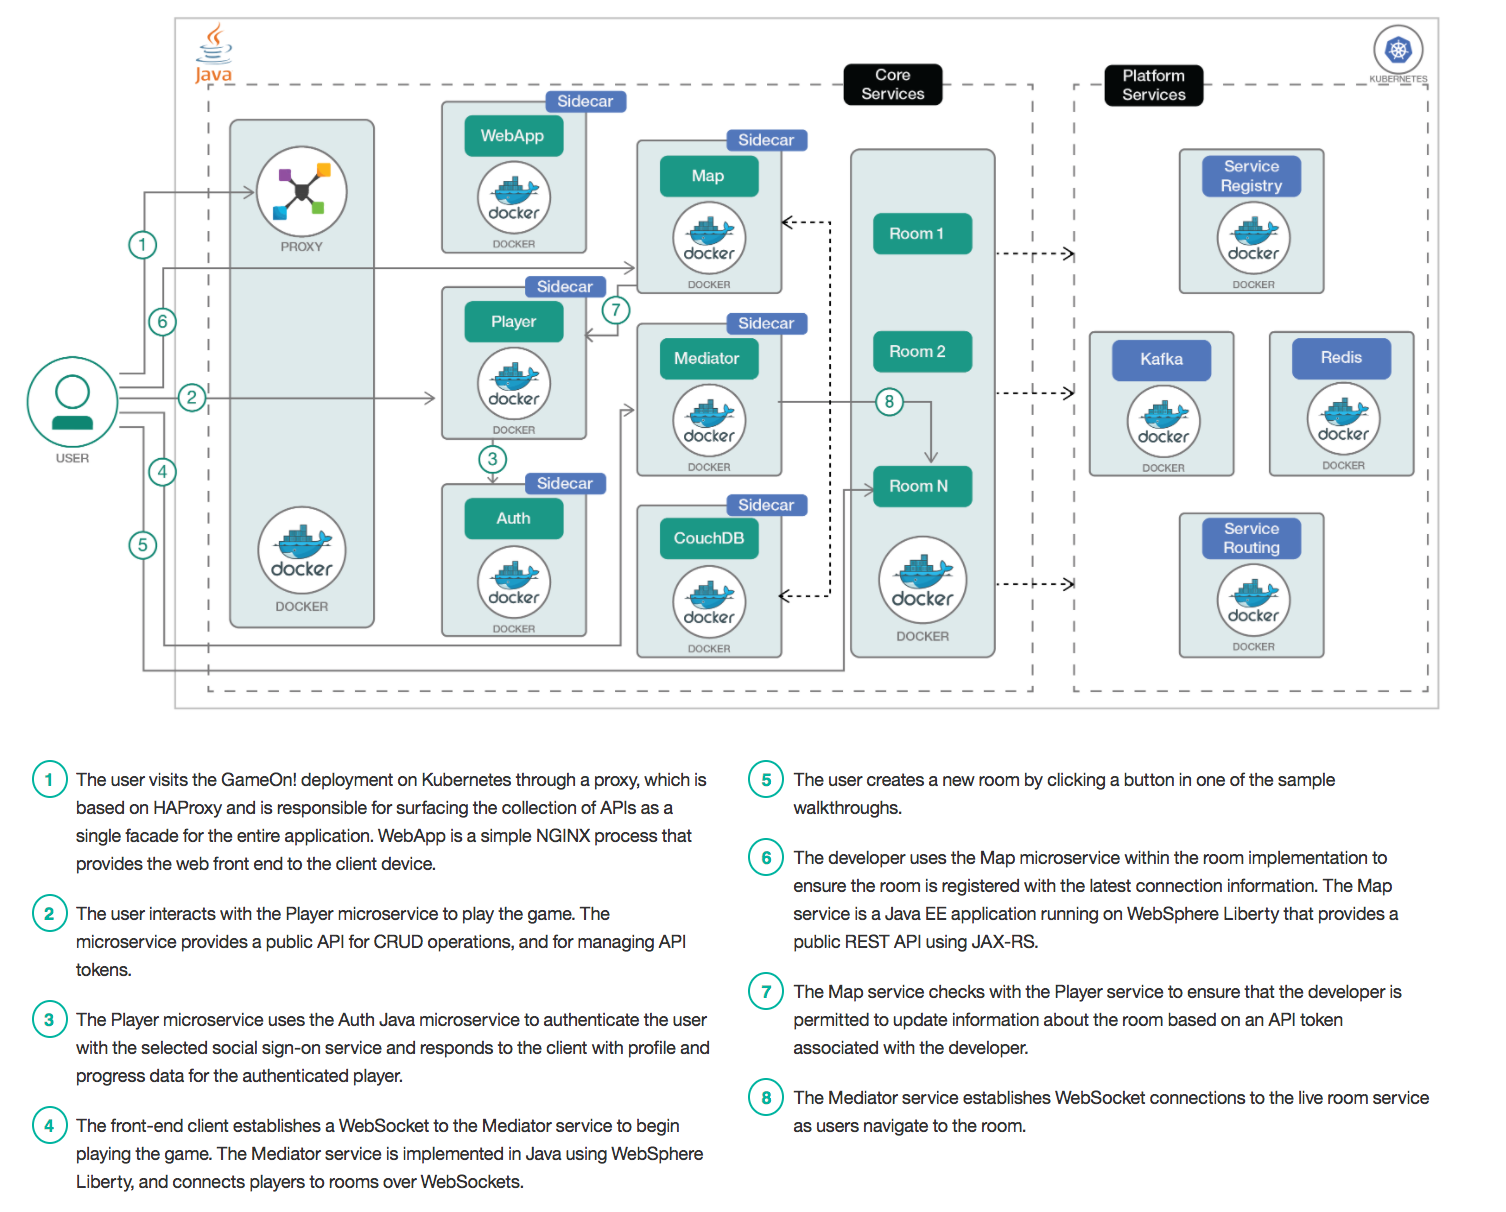 Java
Core
Services
Platform
Services
KUBERNETES
PROXY
docker
DOCKER
Sidecar
WebApp
docker
DOCKER
Sidecar
Map
docker
DOCKER
Sidecar
Player
docker
DOCKER
Sidecar
Mediator
docker
DOCKER
Sidecar
Auth
docker
DOCKER
Sidecar
CouchDB
docker
DOCKER
Room 1
Room 2
Room N
docker
DOCKER
Service
Registry
docker
DOCKER
Kafka
docker
DOCKER
Redis
docker
DOCKER
Service
Routing
docker
DOCKER
USER
1
6
2
4
5
3
7
8
1 The user visits the GameOn! deployment on Kubernetes through a proxy, which is
based on HAProxy and is responsible for surfacing the collection of APIs as a
single facade for the entire application. WebApp is a simple NGINX process that
provides the web front end to the client device.
2 The user interacts with the Player microservice to play the game. The
microservice provides a public API for CRUD operations, and for managing API
tokens.
3 The Player microservice uses the Auth Java microservice to authenticate the user
with the selected social sign-on service and responds to the client with profile and
progress data for the authenticated player.
4 The front-end client establishes a WebSocket to the Mediator service to begin
playing the game. The Mediator service is implemented in Java using WebSphere
Liberty, and connects players to rooms over WebSockets.
5 The user creates a new room by clicking a button in one of the sample
walkthroughs.
6 The developer uses the Map microservice within the room implementation to
ensure the room is registered with the latest connection information. The Map
service is a Java EE application running on WebSphere Liberty that provides a
public REST API using JAX-RS.
7 The Map service checks with the Player service to ensure that the developer is
permitted to update information about the room based on an API token
associated with the developer.
8 The Mediator service establishes WebSocket connections to the live room service
as users navigate to the room.